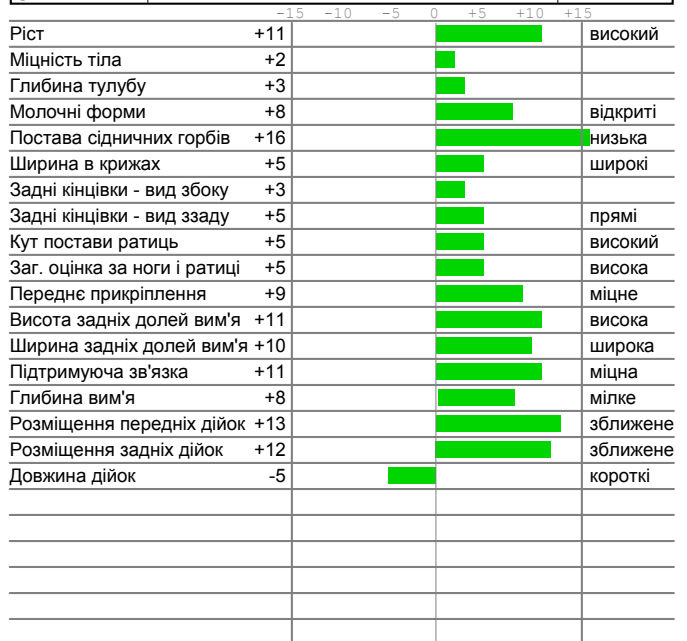 -15 -10 -5 0 +5 +10 +15
Ріст +11 високий
Міцність тіла +2
Глибина тулубу +3
Молочні форми +8 відкриті
Постава сідничних горбів +16 низька
Ширина в крижах +5 широкі
Задні кінцівки - вид збоку +3
Задні кінцівки - вид ззаду +5 прямі
Кут постави ратиць +5 високий
Заг. оцінка за ноги і ратиці +5 висока
Переднє прикріплення +9 міцне
Висота задніх долей вим'я +11 висока
Ширина задніх долей вим'я +10 широка
Підтримуюча зв'язка +11 міцна
Глибина вим'я +8 мілке
Розміщення передніх дійок +13 зближене
Розміщення задніх дійок +12 зближене
Довжина дійок -5 короткі